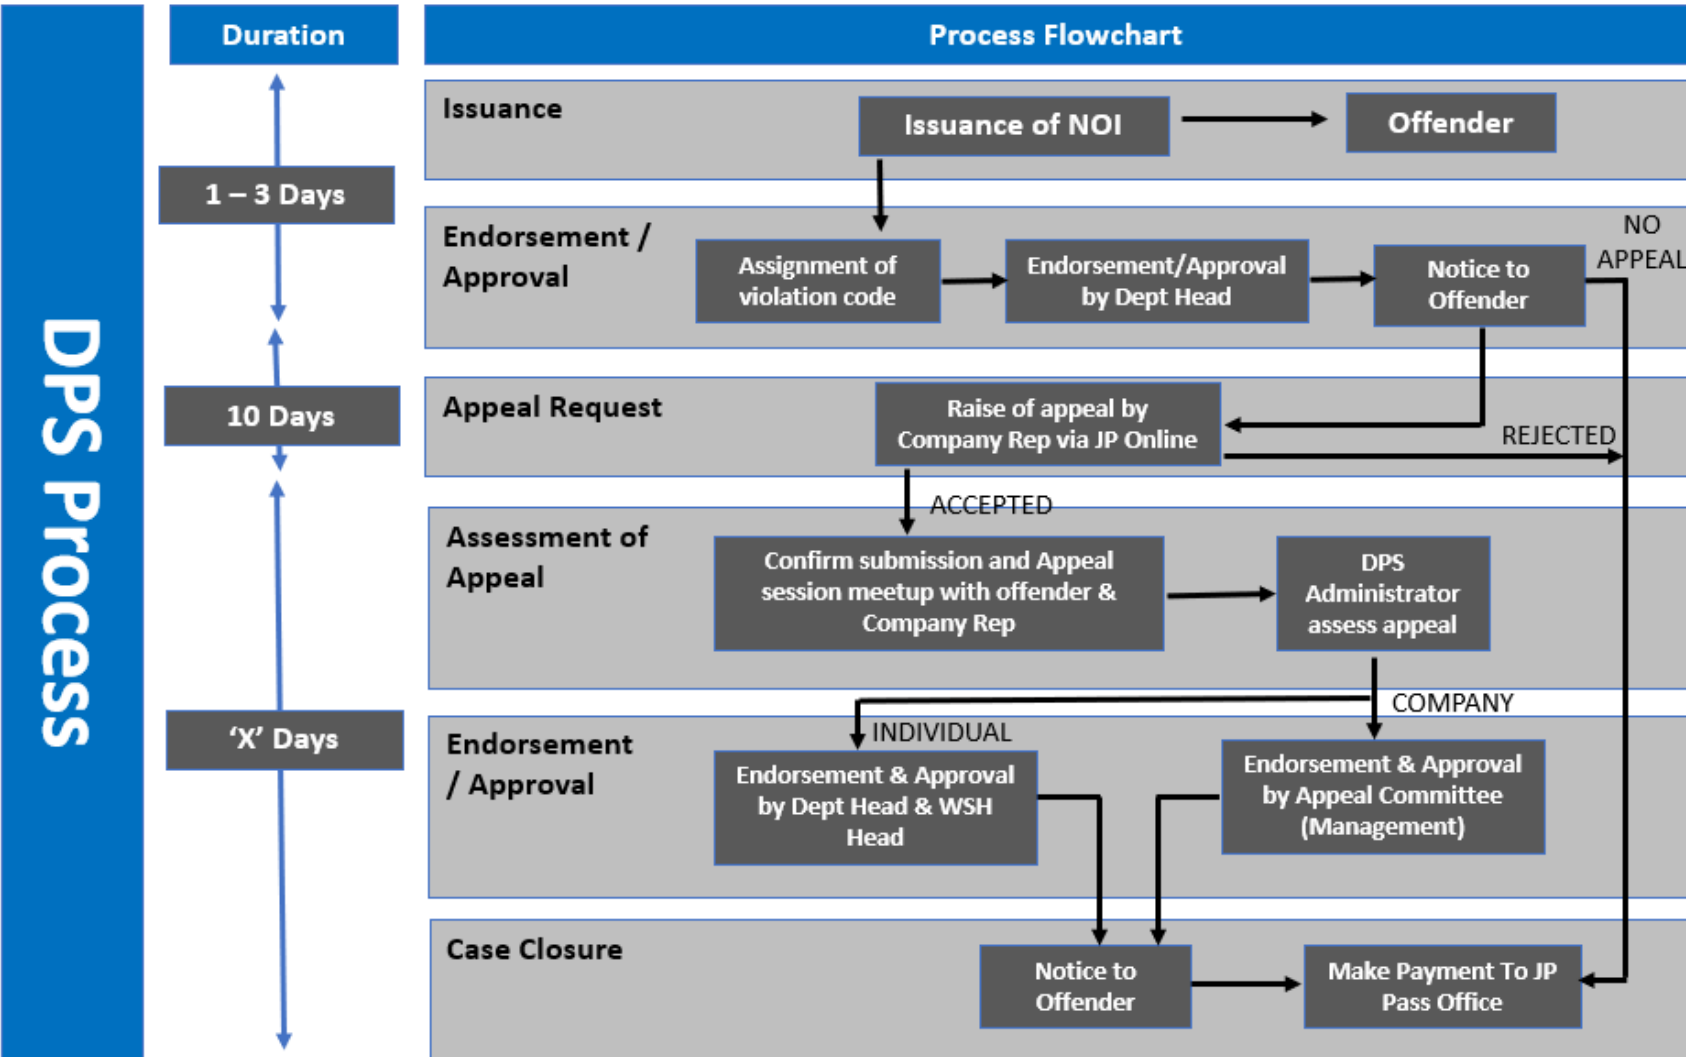 DPS Process
Duration
Process Flowchart
Issuance
Issuance of NOI
Offender
1 – 3 Days
Endorsement /
Approval
Assignment of
violation code
Endorsement/Approval
by Dept Head
Notice to
Offender
NO
APPEAL
10 Days
Appeal Request
Raise of appeal by
Company Rep via JP Online
REJECTED
ACCEPTED
Assessment of
Appeal
Confirm submission and Appeal
session meetup with offender &
Company Rep
DPS
Administrator
assess appeal
COMPANY
INDIVIDUAL
‘X’ Days
Endorsement
/ Approval
Endorsement & Approval
by Dept Head & WSH
Head
Endorsement & Approval
by Appeal Committee
(Management)
Case Closure
Notice to
Offender
Make Payment To JP
Pass Office